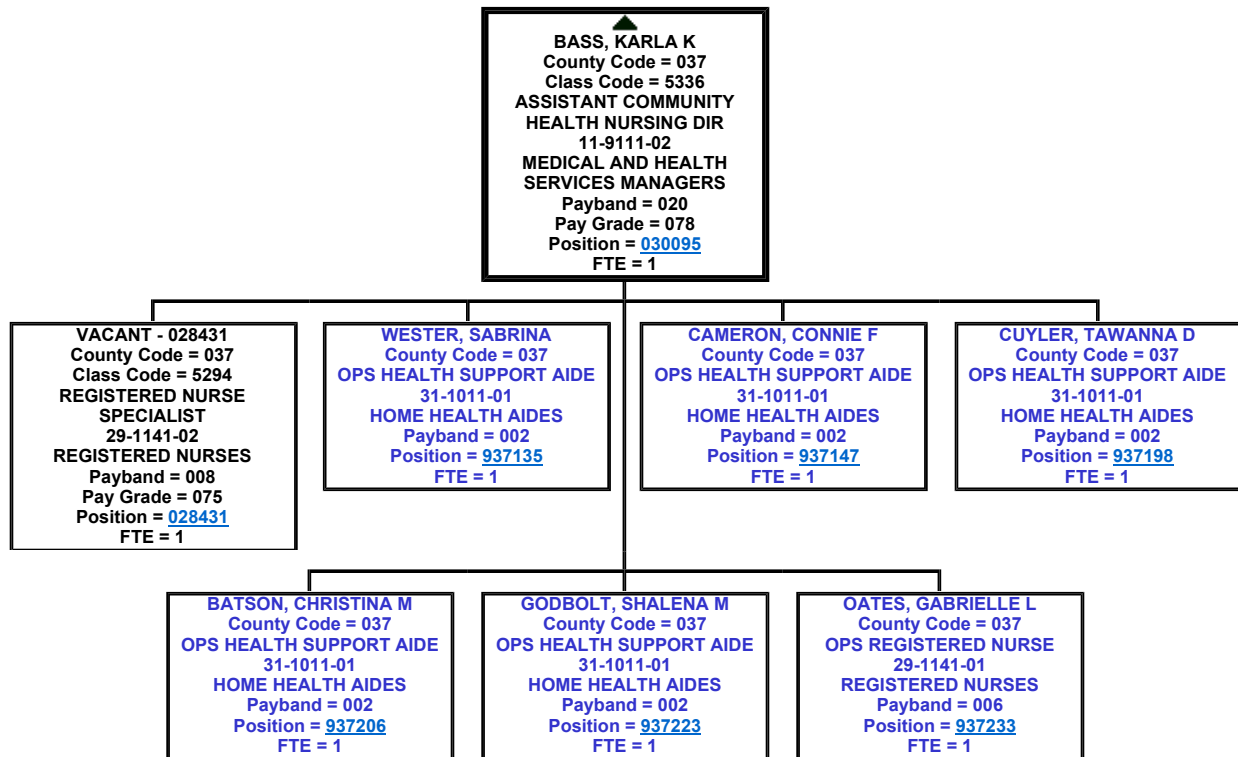 BASS, KARLA K
County Code = 037
Class Code = 5336
ASSISTANT COMMUNITY
HEALTH NURSING DIR
11-9111-02
MEDICAL AND HEALTH
SERVICES MANAGERS
Payband = 020
Pay Grade = 078
Position = 030095
FTE = 1
VACANT - 028431
County Code = 037
Class Code = 5294
REGISTERED NURSE
SPECIALIST
29-1141-02
REGISTERED NURSES
Payband = 008
Pay Grade = 075
Position = 028431
FTE = 1
WESTER, SABRINA
County Code = 037
OPS HEALTH SUPPORT AIDE
31-1011-01
HOME HEALTH AIDES
Payband = 002
Position = 937135
FTE = 1
CAMERON, CONNIE F
County Code = 037
OPS HEALTH SUPPORT AIDE
31-1011-01
HOME HEALTH AIDES
Payband = 002
Position = 937147
FTE = 1
CUYLER, TAWANNA D
County Code = 037
OPS HEALTH SUPPORT AIDE
31-1011-01
HOME HEALTH AIDES
Payband = 002
Position = 937198
FTE = 1
BATSON, CHRISTINA M
County Code = 037
OPS HEALTH SUPPORT AIDE
31-1011-01
HOME HEALTH AIDES
Payband = 002
Position = 937206
FTE = 1
GODBOLT, SHALENA M
County Code = 037
OPS HEALTH SUPPORT AIDE
31-1011-01
HOME HEALTH AIDES
Payband = 002
Position = 937223
FTE = 1
OATES, GABRIELLE L
County Code = 037
OPS REGISTERED NURSE
29-1141-01
REGISTERED NURSES
Payband = 006
Position = 937233
FTE = 1